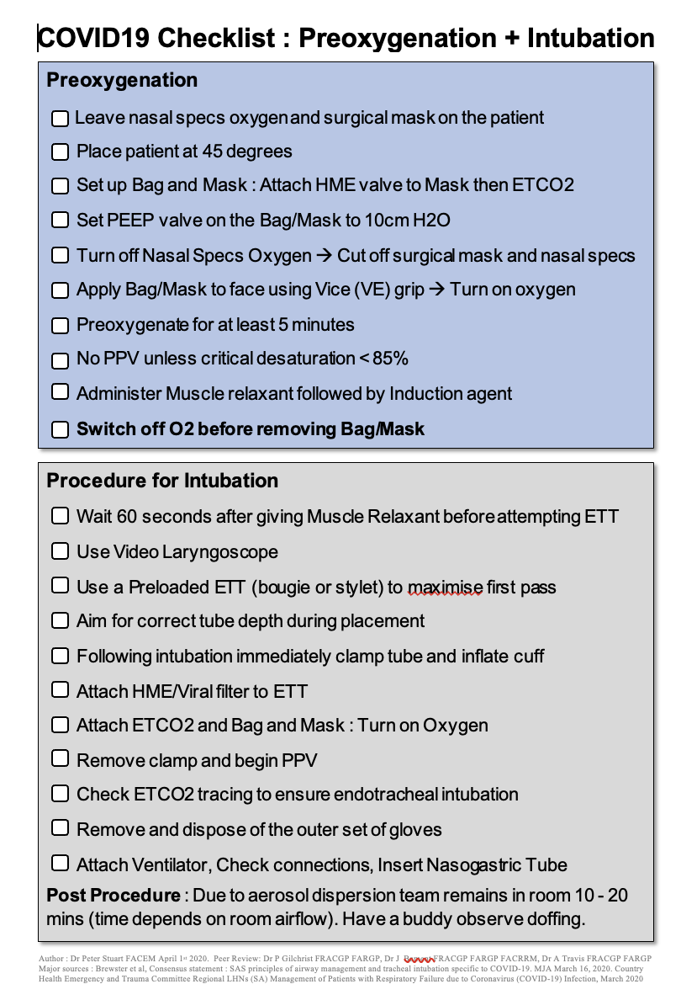 COVID19 Checklist : Preoxygenation + Intubation
Preoxygenation
Leave nasal specs oxygen and surgical mask on the patient
Place patient at 45 degrees
Set up Bag and Mask : Attach HME valve to Mask then ETCO2
Set PEEP valve on the Bag/Mask to 10cm H2O
Turn off Nasal Specs Oxygen → Cut off surgical mask and nasal specs
Apply Bag/Mask to face using Vice (VE) grip → Turn on oxygen
Preoxygenate for at least 5 minutes
No PPV unless critical desaturation < 85%
Administer Muscle relaxant followed by Induction agent
Switch off O2 before removing Bag/Mask
Procedure for Intubation
Wait 60 seconds after giving Muscle Relaxant before attempting ETT
Use Video Laryngoscope
Use a Preloaded ETT (bougie or stylet) to maximise first pass
Aim for correct tube depth during placement
Following intubation immediately clamp tube and inflate cuff
Attach HME/Viral filter to ETT
Attach ETCO2 and Bag and Mask : Turn on Oxygen
Remove clamp and begin PPV
Check ETCO2 tracing to ensure endotracheal intubation
Remove and dispose of the outer set of gloves
Attach Ventilator, Check connections, Insert Nasogastric Tube
Post Procedure : Due to aerosol dispersion team remains in room 10 - 20
mins (time depends on room airflow). Have a buddy observe doffing.
Author : Dr Peter Stuart FACEM April 1st 2020. Peer Review: Dr P Gilchrist FRACGP FARGP, Dr J FRACGP FARGP FACRRM, Dr A Travis FRACGP FARGP
Major sources : Brewster et al, Consensus statement : SAS principles of airway management and tracheal intubation specific to COVID-19. MJA March 16, 2020. Country
Health Emergency and Trauma Committee Regional LHNs (SA) Management of Patients with Respiratory Failure due to Coronavirus (COVID-19) Infection, March 2020